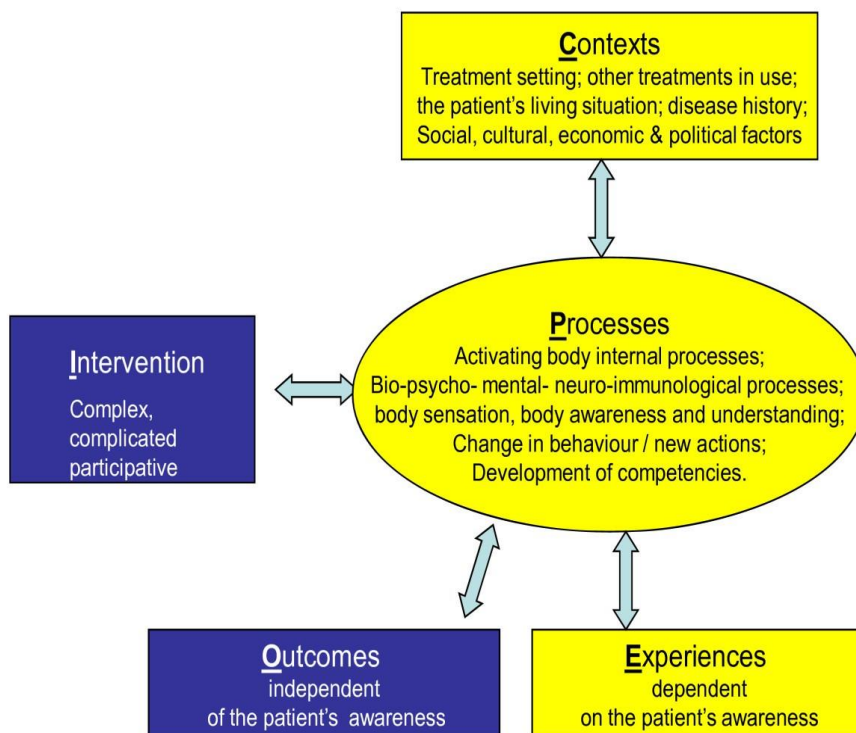 Contexts
Treatment setting; other treatments in use;
the patient's living situation; disease history;
Social, cultural, economic & political factors
Processes
Activating body internal processes;
Bio-psycho- mental- neuro-immunological processes;
body sensation, body awareness and understanding;
Change in behaviour / new actions;
Development of competencies.
Intervention
Complex,
complicated
participative
Outcomes
independent
of the patient's awareness
Experiences
dependent
on the patient's awareness